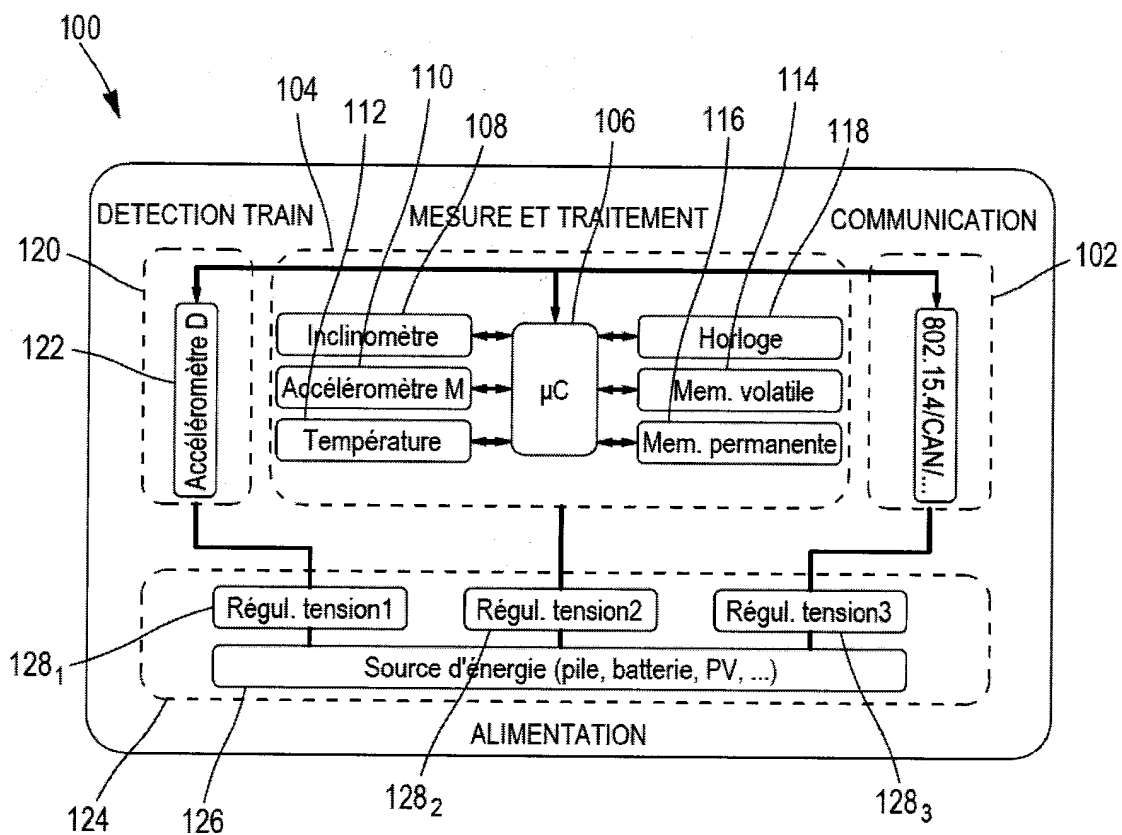 100
110
114
104
112
108
106
116
118
DETECTION TRAIN
MESURE ET TRAITEMENT
COMMUNICATION
120
102
122
Accéléromètre D
Inclinomètre
Accéléromètre M
Température
µC
Horloge
Mem. volatile
Mem. permanente
802.15.4/CAN/...
Régul. tension1
Régul. tension2
Régul. tension3
128₁
Source d'énergie (pile, batterie, PV, ...)
ALIMENTATION
124
126
128₂
128₃